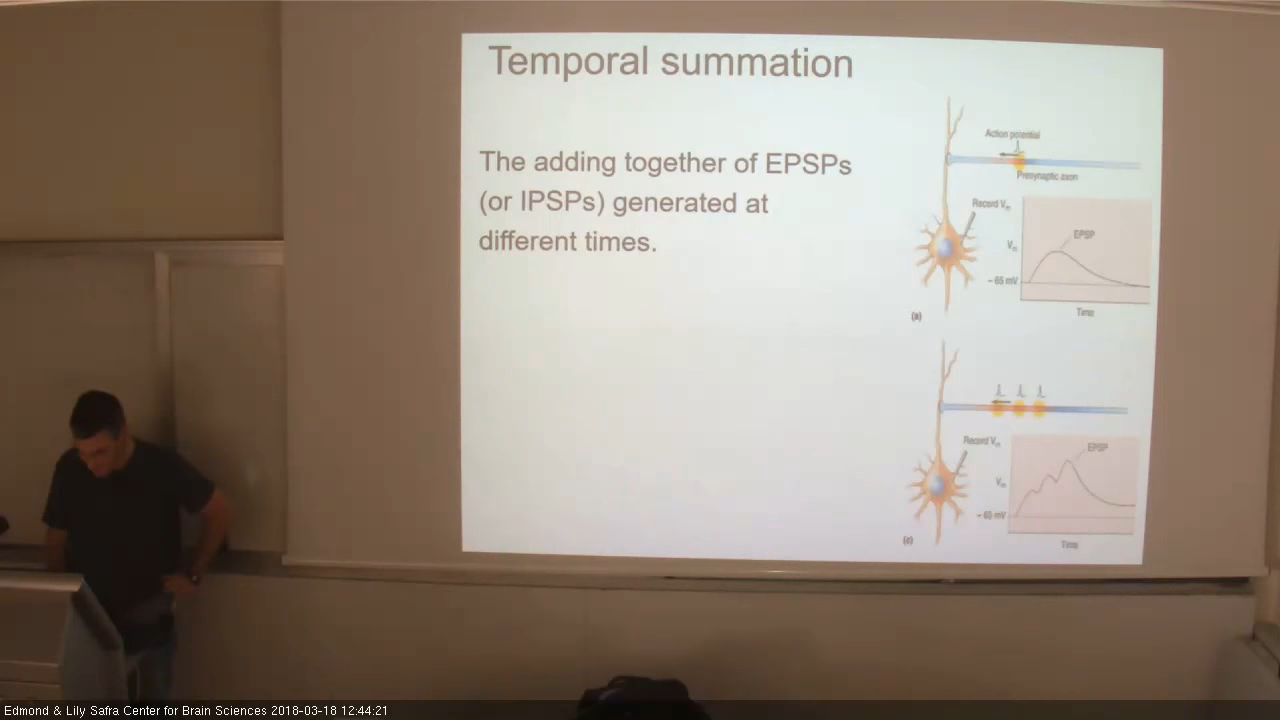 Temporal summation
The adding together of EPSPs
(or IPSPs) generated at
different times.
Action potential
Presynaptic axon
Record Vm
EPSP
Vm
- 65 mV
Time
(a)
Record Vm
EPSP
Vm
- 65 mV
Time
(c)
Edmond & Lily Safra Center for Brain Sciences 2018-03-18 12:44:21